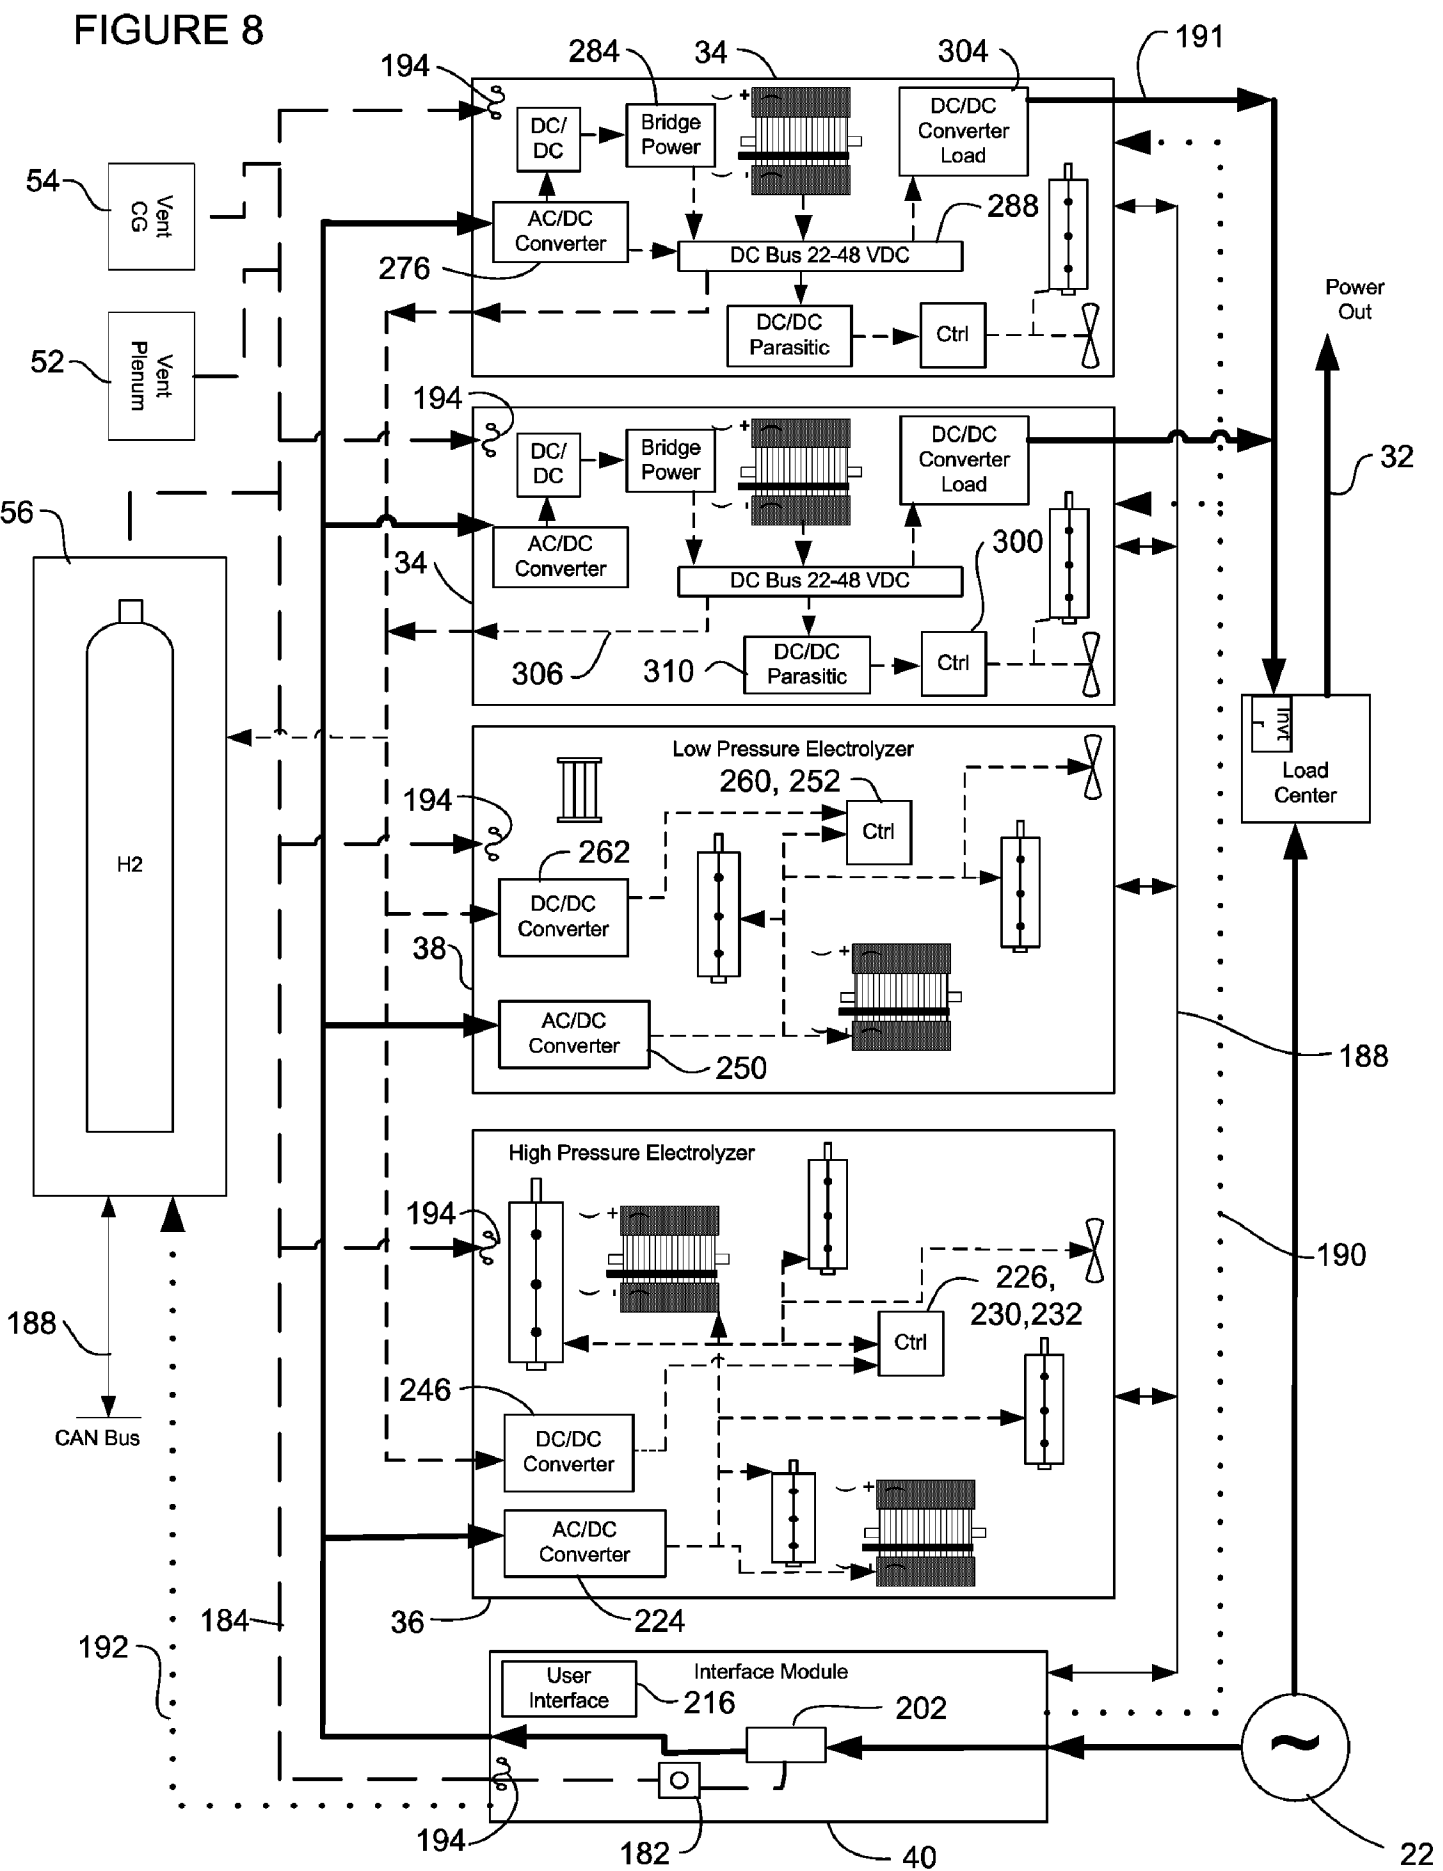 FIGURE 8
194
284
34
304
191
DC/
DC
Bridge
Power
+
DC/DC
Converter
Load
54
Vent
CG
AC/DC
Converter
276
288
DC Bus 22-48 VDC
DC/DC
Parasitic
Ctrl
Power
Out
52
Vent
Plenum
194
DC/
DC
Bridge
Power
+
DC/DC
Converter
Load
32
56
34
AC/DC
Converter
300
DC Bus 22-48 VDC
306
310
DC/DC
Parasitic
Ctrl
Invt
r
Load
Center
Low Pressure Electrolyzer
260, 252
194
Ctrl
H2
262
DC/DC
Converter
38
+
AC/DC
Converter
250
188
High Pressure Electrolyzer
194
+
226,
230,232
190
Ctrl
188
246
CAN Bus
DC/DC
Converter
+
AC/DC
Converter
184
36
224
192
User
Interface
216
Interface Module
202
~
194
182
40
22